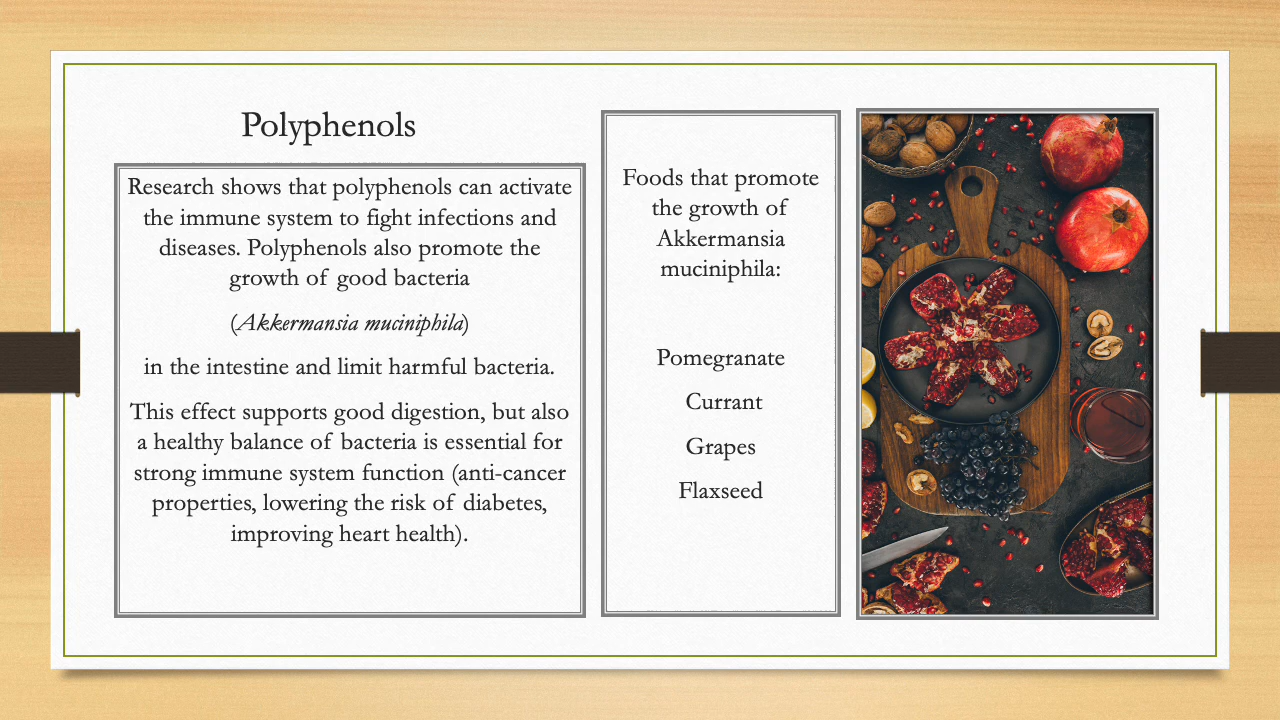 Polyphenols
Research shows that polyphenols can activate
the immune system to fight infections and
diseases. Polyphenols also promote the
growth of good bacteria
(Akkermansia muciniphila)
in the intestine and limit harmful bacteria.
This effect supports good digestion, but also
a healthy balance of bacteria is essential for
strong immune system function (anti-cancer
properties, lowering the risk of diabetes,
improving heart health).
Foods that promote
the growth of
Akkermansia
muciniphila:
Pomegranate
Currant
Grapes
Flaxseed